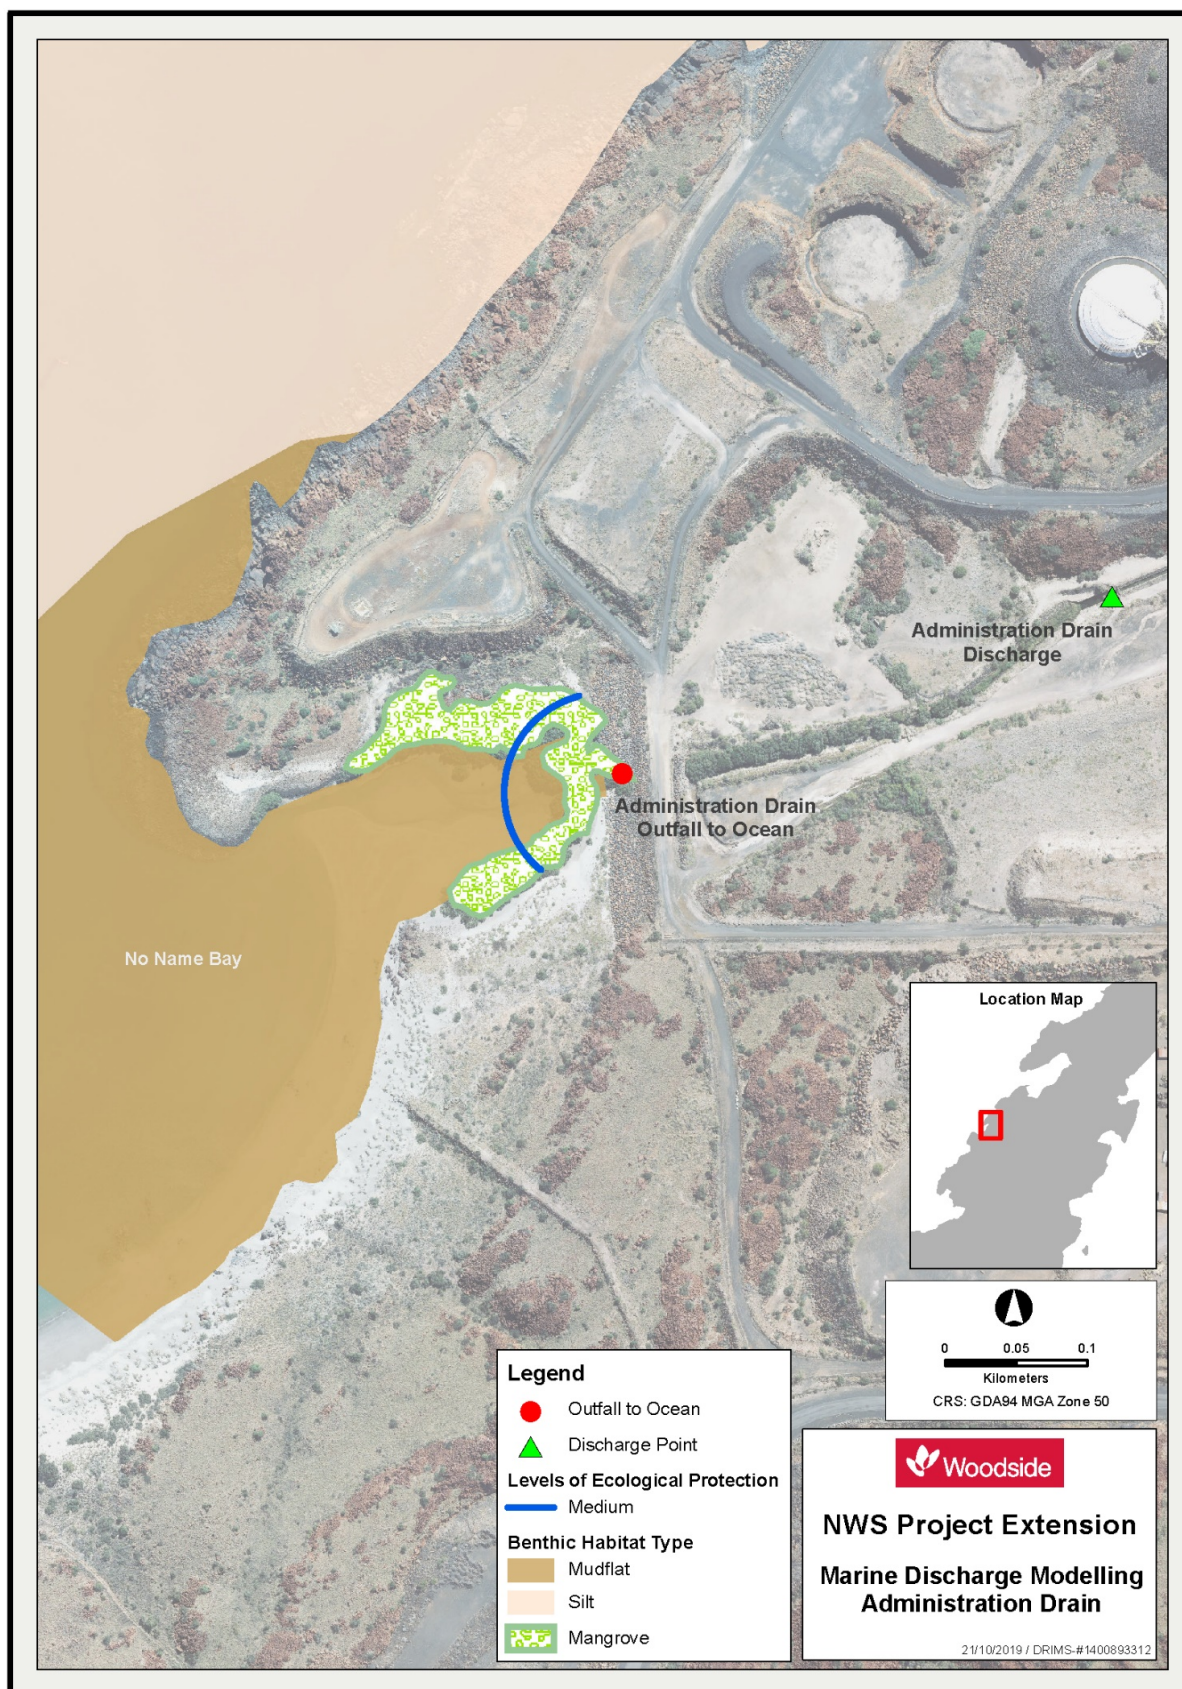 Administration Drain
Discharge
Administration Drain
Outfall to Ocean
No Name Bay
Location Map
0 0.05 0.1
Kilometers
CRS: GDA94 MGA Zone 50
Legend
Outfall to Ocean
Discharge Point
Levels of Ecological Protection
Medium
Benthic Habitat Type
Mudflat
Silt
Mangrove
Woodside
NWS Project Extension
Marine Discharge Modelling
Administration Drain
21/10/2019 / DRIMS-#1400893312